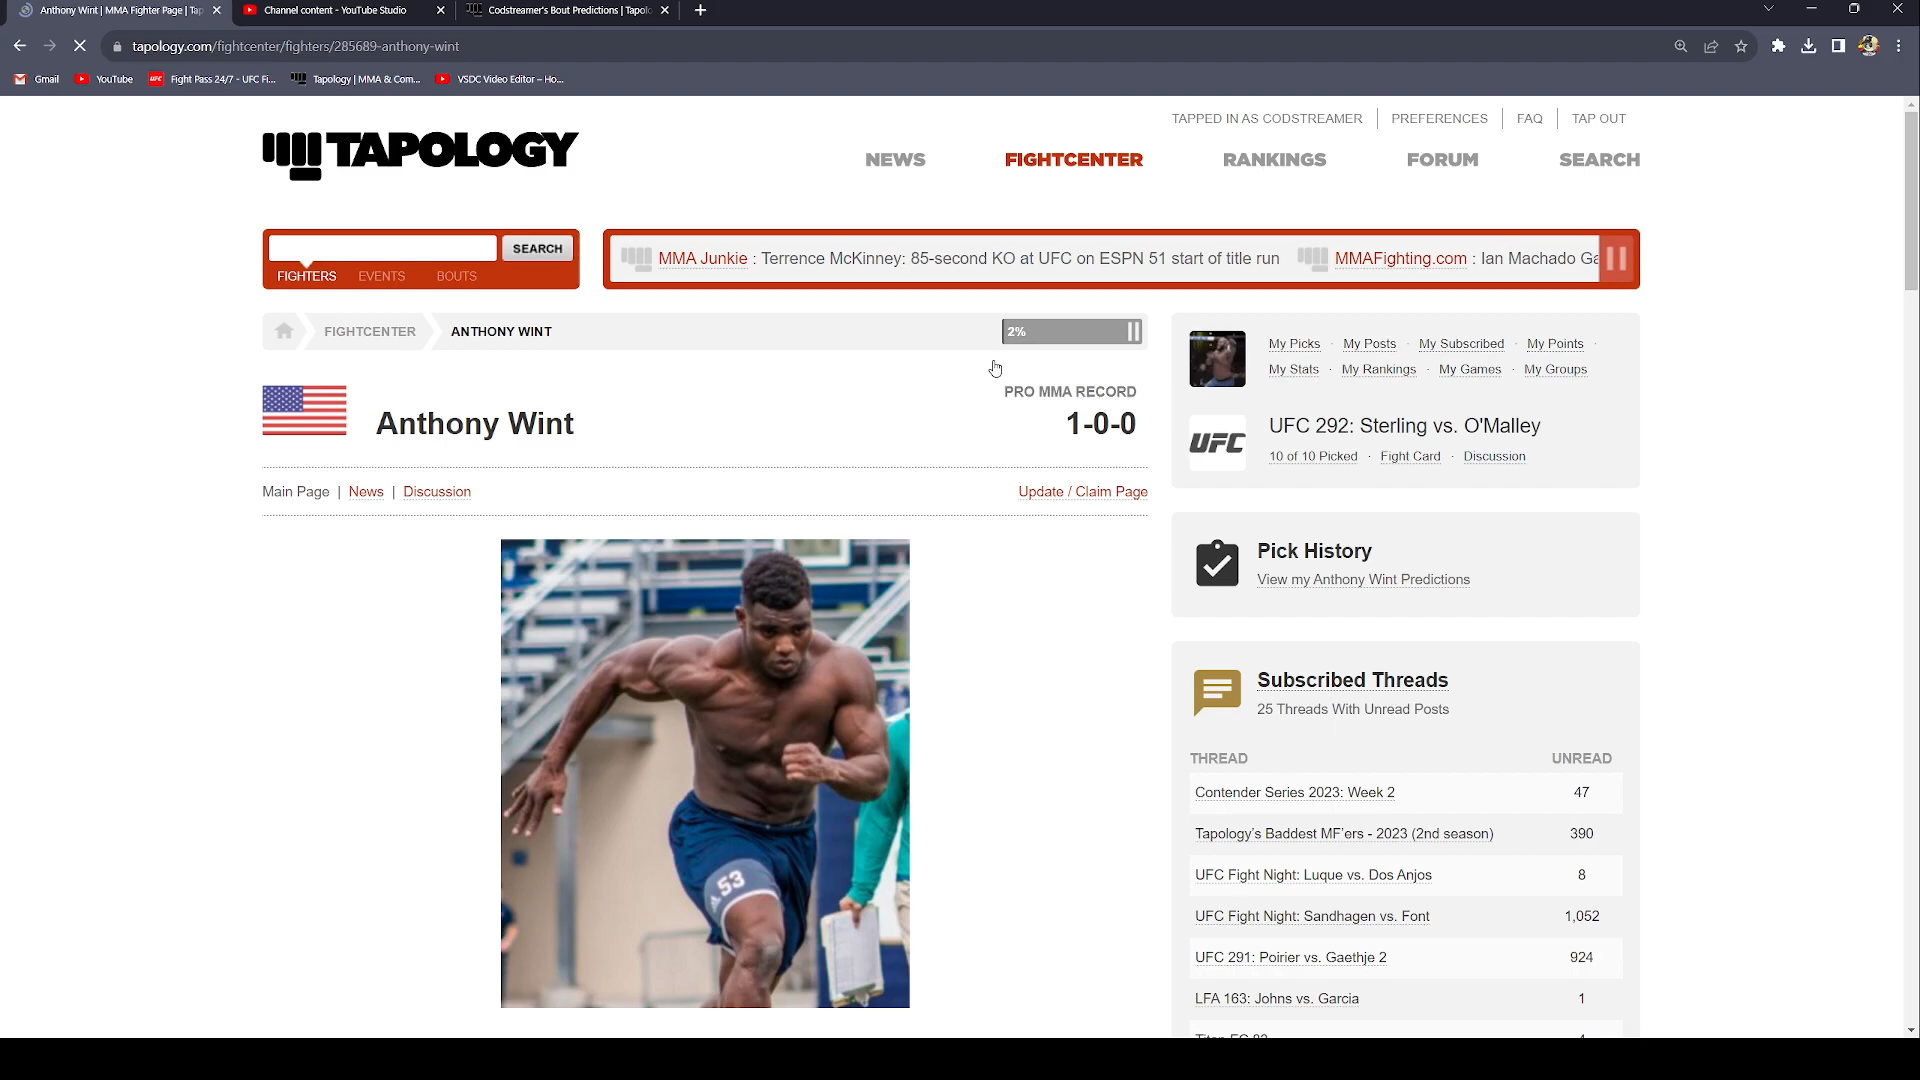 Anthony Wint | MMA Fighter Page | Tap
Channel content - YouTube Studio
Codstreamer's Bout Predictions | Tapolo
tapology.com/fightcenter/fighters/285689-anthony-wint
Gmail
YouTube
UFC
Fight Pass 24/7 - UFC Fi...
Tapology | MMA & Com...
VSDC Video Editor – Ho...
TAPPED IN AS CODSTREAMER
PREFERENCES
FAQ
TAP OUT
TAPOLOGY
NEWS
FIGHTCENTER
RANKINGS
FORUM
SEARCH
SEARCH
FIGHTERS
EVENTS
BOUTS
MMA Junkie : Terrence McKinney: 85-second KO at UFC on ESPN 51 start of title run
MMAFighting.com : Ian Machado Ga
FIGHTCENTER
ANTHONY WINT
2%
My Picks · My Posts · My Subscribed · My Points ·
My Stats · My Rankings · My Games · My Groups
PRO MMA RECORD
Anthony Wint
1-0-0
UFC
UFC 292: Sterling vs. O'Malley
10 of 10 Picked · Fight Card · Discussion
Main Page | News | Discussion
Update / Claim Page
Pick History
View my Anthony Wint Predictions
53
Subscribed Threads
25 Threads With Unread Posts
THREAD UNREAD
Contender Series 2023: Week 2 47
Tapology's Baddest MF'ers - 2023 (2nd season) 390
UFC Fight Night: Luque vs. Dos Anjos 8
UFC Fight Night: Sandhagen vs. Font 1,052
UFC 291: Poirier vs. Gaethje 2 924
LFA 163: Johns vs. Garcia 1